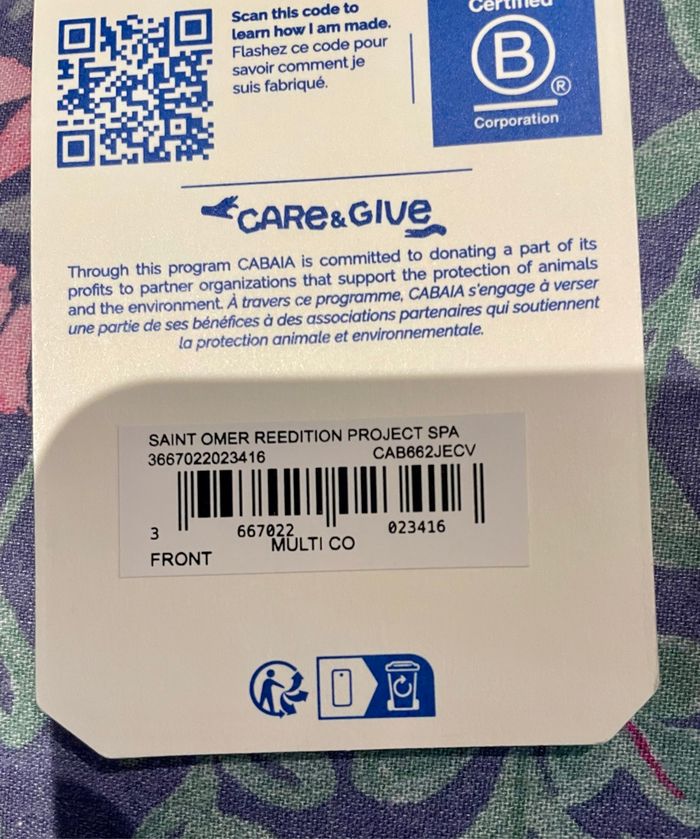 Scan this code to
learn how I am made.
Flashez ce code pour
savoir comment je
suis fabriqué.
Certified
B
®
Corporation
CARe&GIVe
Through this program CABAIA is committed to donating a part of its
profits to partner organizations that support the protection of animals
and the environment. À travers ce programme, CABAIA s'engage à verser
une partie de ses bénéfices à des associations partenaires qui soutiennent
la protection animale et environnementale.
SAINT OMER REEDITION PROJECT SPA
3667022023416 CAB662JECV
3 667022 023416
MULTI CO
FRONT